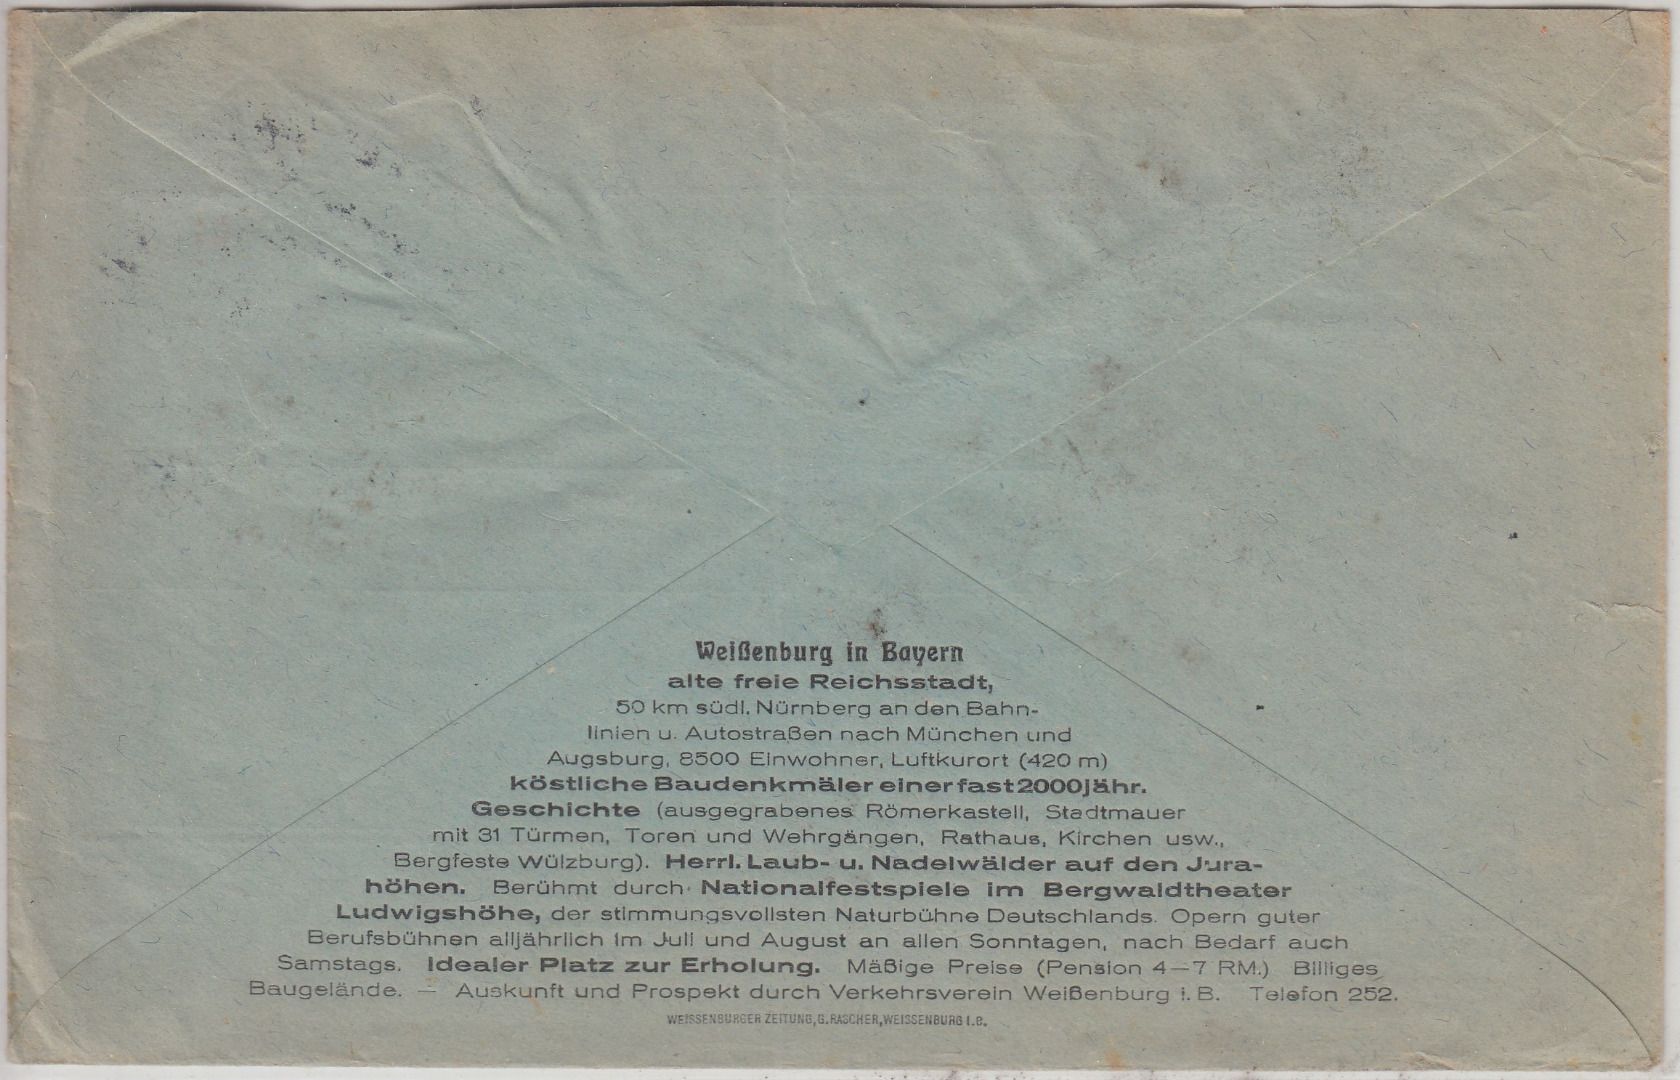 Weißenburg in Bayern
alte freie Reichsstadt,
50 km südl. Nürnberg an den Bahn-
linien u. Autostraßen nach München und
Augsburg, 8500 Einwohner, Luftkurort (420 m)
köstliche Baudenkmäler einer fast 2000 jähr.
Geschichte (ausgegrabenes Römerkastell, Stadtmauer
mit 31 Türmen, Toren und Wehrgängen, Rathaus, Kirchen usw.,
Bergfeste Wülzburg). Herrl. Laub- u. Nadelwälder auf den Jura-
höhen. Berühmt durch Nationalfestspiele im Bergwaldtheater
Ludwigshöhe, der stimmungsvollsten Naturbühne Deutschlands. Opern guter
Berufsbühnen alljährlich im Juli und August an allen Sonntagen, nach Bedarf auch
Samstags. Idealer Platz zur Erholung. Mäßige Preise (Pension 4—7 RM.) Billiges
Baugelände. — Auskunft und Prospekt durch Verkehrsverein Weißenburg i. B. Telefon 252.
WEISSENBURGER ZEITUNG, G. RASCHER, WEISSENBURG I. B.